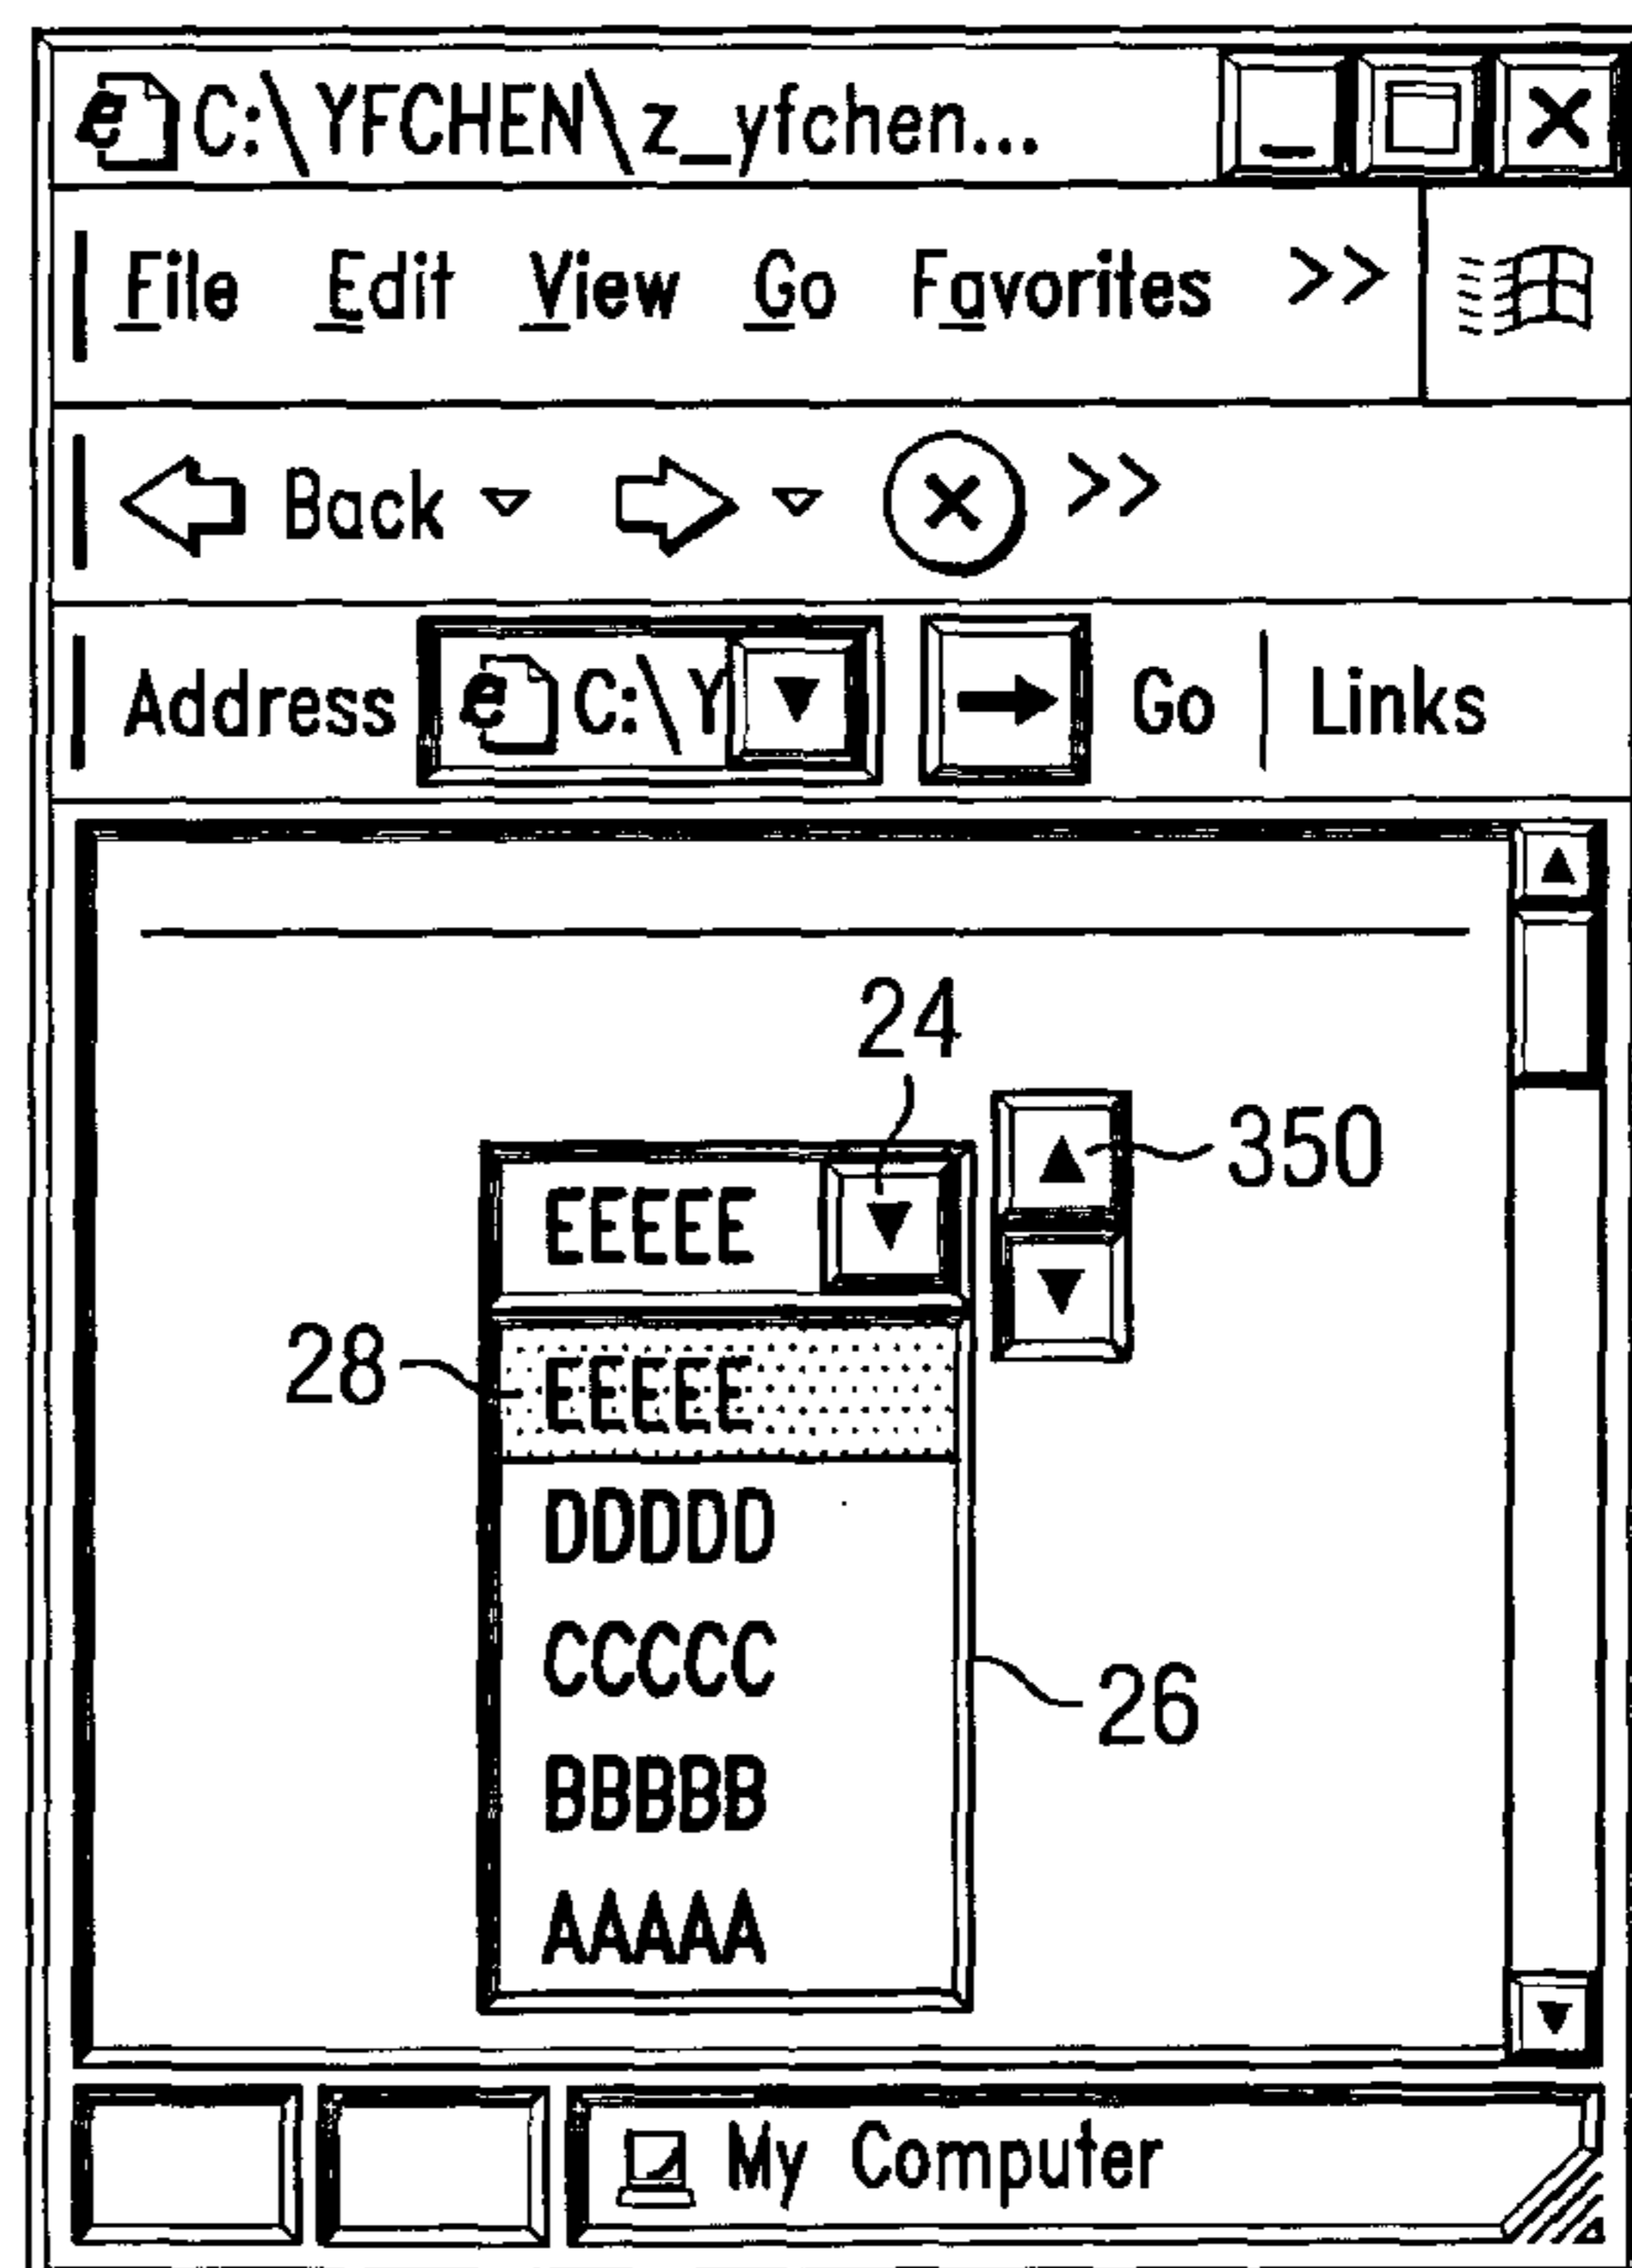 C:\YFCHEN\z_yfchen...
File Edit View Go Favorites >>
Back >>
Address C:\Y Go Links
24
350
EEEEE
28
EEEEE
DDDDD
CCCCC
26
BBBBB
AAAAA
My Computer